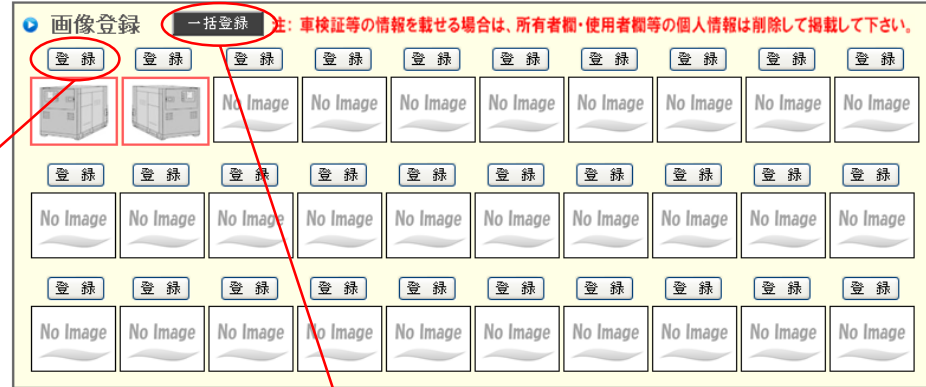 画像登録 一括登録 注: 車検証等の情報を載せる場合は、所有者欄・使用者欄等の個人情報は削除して掲載して下さい。
登 録 登 録 登 録 登 録 登 録 登 録 登 録 登 録 登 録 登 録
No Image No Image No Image No Image No Image No Image No Image No Image
登 録 登 録 登 録 登 録 登 録 登 録 登 録 登 録 登 録 登 録
No Image No Image No Image No Image No Image No Image No Image No Image No Image No Image
登 録 登 録 登 録 登 録 登 録 登 録 登 録 登 録 登 録 登 録
No Image No Image No Image No Image No Image No Image No Image No Image No Image No Image